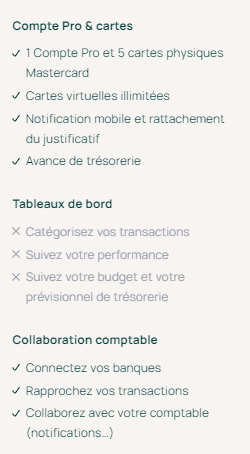 Compte Pro & cartes
1 Compte Pro et 5 cartes physiques
Mastercard
Cartes virtuelles illimitées
Notification mobile et rattachement
du justificatif
Avance de trésorerie
Tableaux de bord
Catégorisez vos transactions
Suivez votre performance
Suivez votre budget et votre
prévisionnel de trésorerie
Collaboration comptable
Connectez vos banques
Rapprochez vos transactions
Collaborez avec votre comptable
(notifications...)